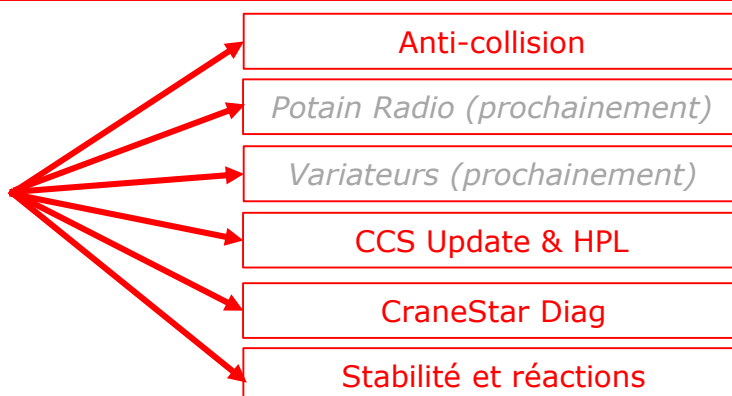 Anti-collision
Potain Radio (prochainement)
Variateurs (prochainement)
CCS Update & HPL
CraneStar Diag
Stabilité et réactions